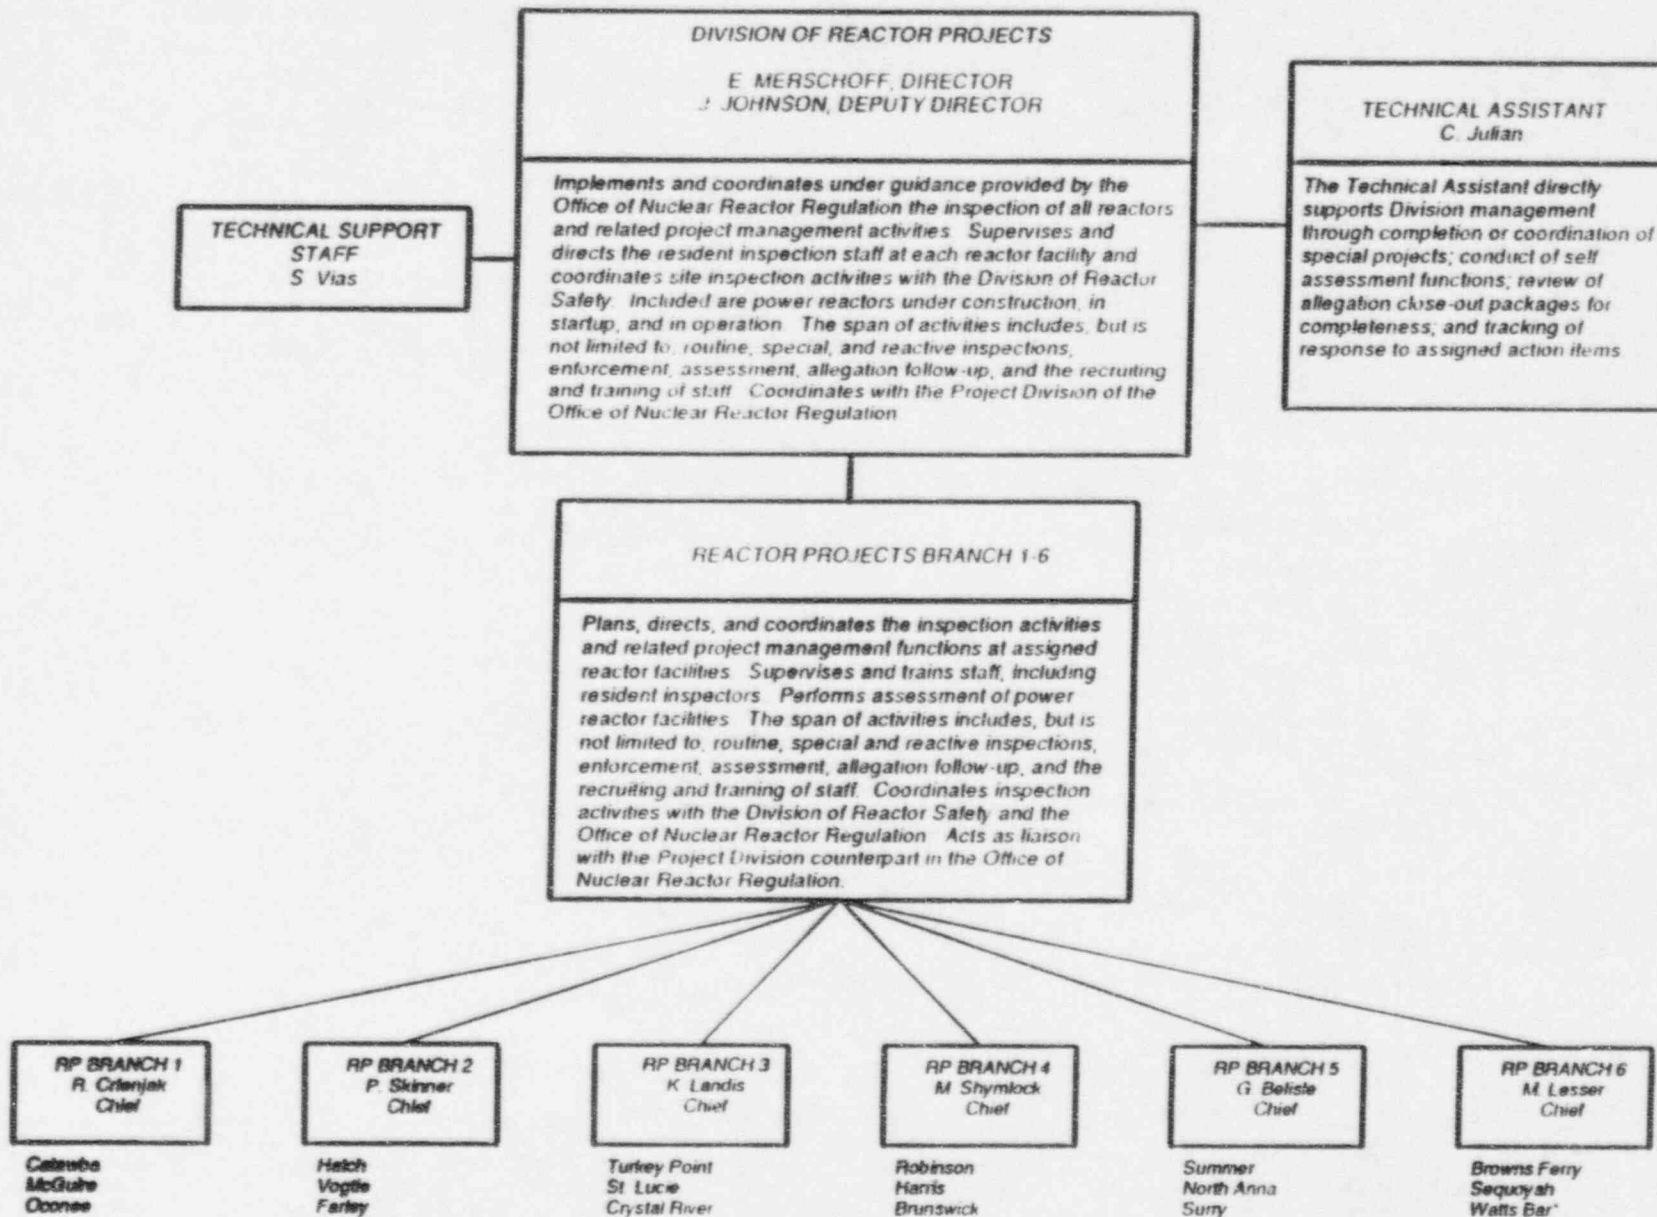 DIVISION OF REACTOR PROJECTS
E. MERSCHOFF, DIRECTOR
J. JOHNSON, DEPUTY DIRECTOR
Implements and coordinates under guidance provided by the
Office of Nuclear Reactor Regulation the inspection of all reactors
and related project management activities Supervises and
directs the resident inspection staff at each reactor facility and
coordinates site inspection activities with the Division of Reactor
Safety. Included are power reactors under construction, in
startup, and in operation The span of activities includes, but is
not limited to, routine, special, and reactive inspections,
enforcement, assessment, allegation follow-up, and the recruiting
and training of staff Coordinates with the Project Division of the
Office of Nuclear Reactor Regulation
TECHNICAL SUPPORT
STAFF
S. Vias
TECHNICAL ASSISTANT
C. Julian
The Technical Assistant directly
supports Division management
through completion or coordination of
special projects; conduct of self
assessment functions; review of
allegation close-out packages for
completeness; and tracking of
response to assigned action items
REACTOR PROJECTS BRANCH 1-6
Plans, directs, and coordinates the inspection activities
and related project management functions at assigned
reactor facilities Supervises and trains staff, including
resident inspectors Performs assessment of power
reactor facilities The span of activities includes, but is
not limited to, routine, special and reactive inspections,
enforcement, assessment, allegation follow-up, and the
recruiting and training of staff. Coordinates inspection
activities with the Division of Reactor Safety and the
Office of Nuclear Reactor Regulation Acts as liaison
with the Project Division counterpart in the Office of
Nuclear Reactor Regulation.
RP BRANCH 1
R. Crlenjak
Chief
Catawba
McGuire
Oconee
RP BRANCH 2
P. Skinner
Chief
Hatch
Vogtle
Farley
RP BRANCH 3
K. Landis
Chief
Turkey Point
St. Lucie
Crystal River
RP BRANCH 4
M. Shymlock
Chief
Robinson
Harris
Brunswick
RP BRANCH 5
G. Belisle
Chief
Summer
North Anna
Surry
RP BRANCH 6
M. Lesser
Chief
Browns Ferry
Sequoyah
Watts Bar*